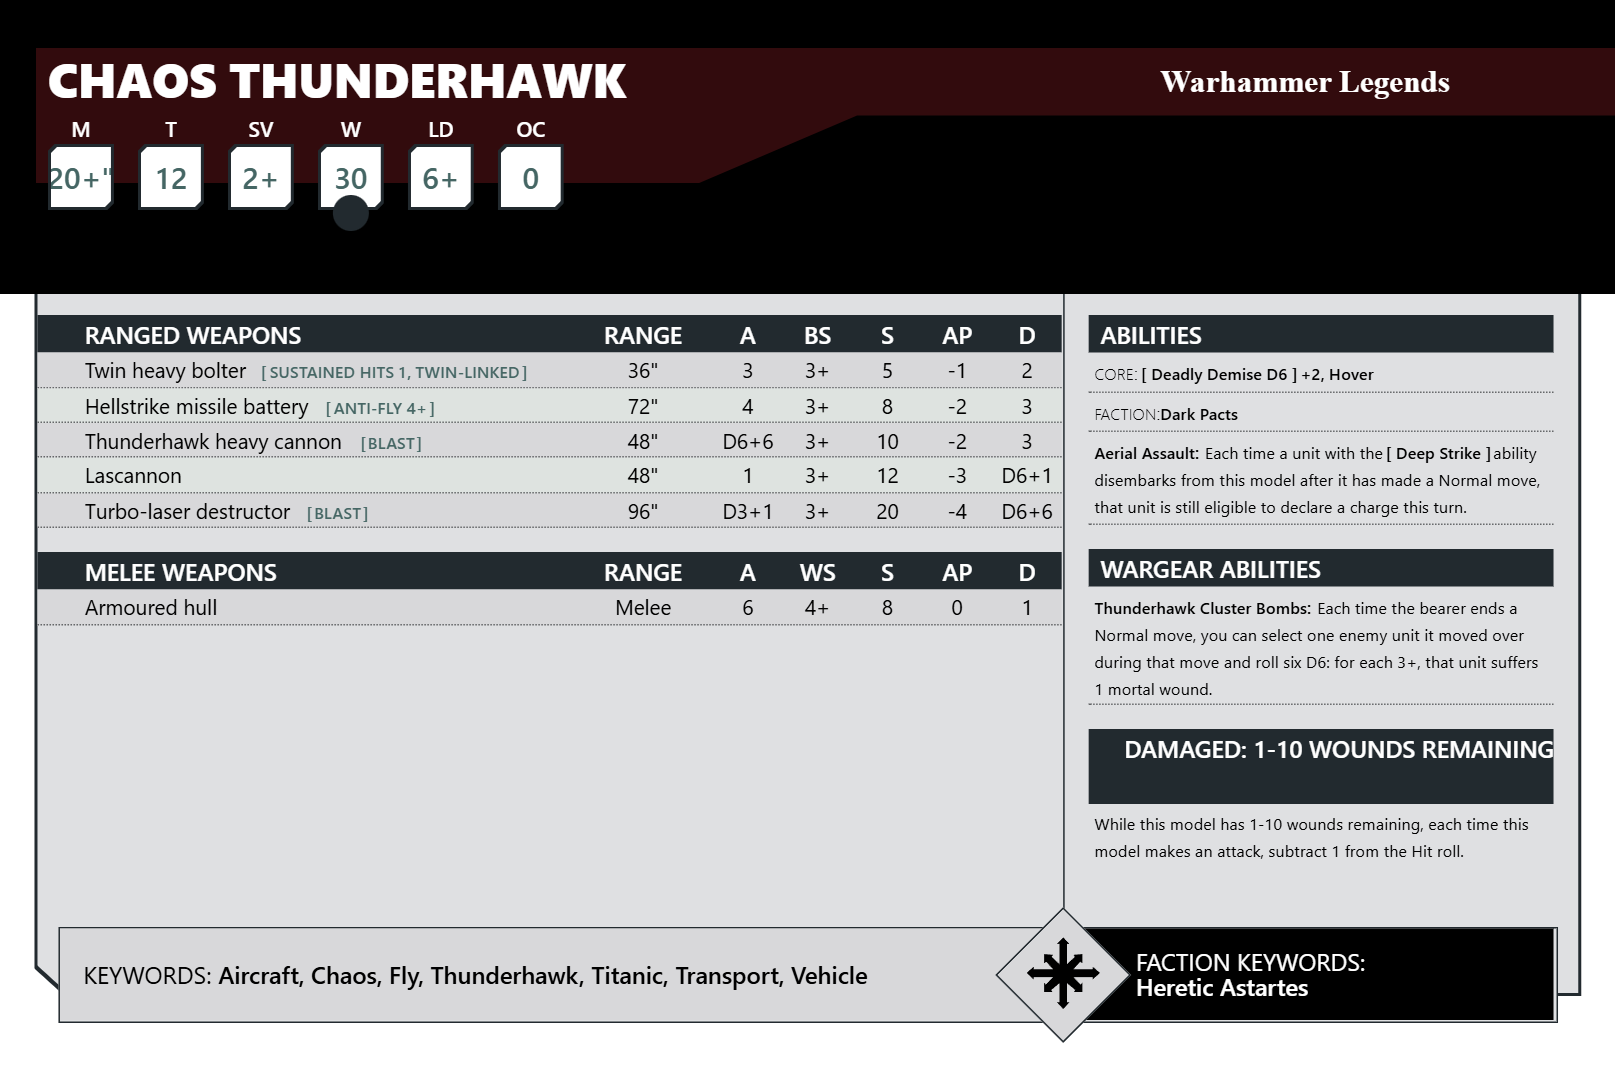 CHAOS THUNDERHAWK
Warhammer Legends
M T SV W LD OC
20+" 12 2+ 30 6+ 0
RANGED WEAPONS RANGE A BS S AP D
Twin heavy bolter [ SUSTAINED HITS 1, TWIN-LINKED ] 36" 3 3+ 5 -1 2
Hellstrike missile battery [ ANTI-FLY 4+ ] 72" 4 3+ 8 -2 3
Thunderhawk heavy cannon [ BLAST ] 48" D6+6 3+ 10 -2 3
Lascannon 48" 1 3+ 12 -3 D6+1
Turbo-laser destructor [ BLAST ] 96" D3+1 3+ 20 -4 D6+6
MELEE WEAPONS RANGE A WS S AP D
Armoured hull Melee 6 4+ 8 0 1
ABILITIES
CORE: [ Deadly Demise D6 ] +2, Hover
FACTION:Dark Pacts
Aerial Assault: Each time a unit with the [ Deep Strike ] ability
disembarks from this model after it has made a Normal move,
that unit is still eligible to declare a charge this turn.
WARGEAR ABILITIES
Thunderhawk Cluster Bombs: Each time the bearer ends a
Normal move, you can select one enemy unit it moved over
during that move and roll six D6: for each 3+, that unit suffers
1 mortal wound.
DAMAGED: 1-10 WOUNDS REMAINING
While this model has 1-10 wounds remaining, each time this
model makes an attack, subtract 1 from the Hit roll.
KEYWORDS: Aircraft, Chaos, Fly, Thunderhawk, Titanic, Transport, Vehicle
FACTION KEYWORDS:
Heretic Astartes